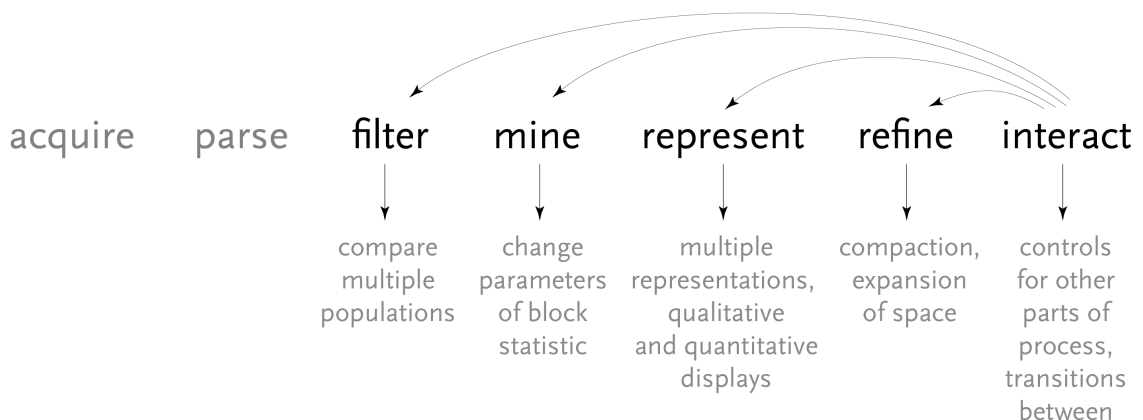 acquire parse filter mine represent refine interact
compare
multiple
populations
change
parameters
of block
statistic
multiple
representations,
qualitative
and quantitative
displays
compaction,
expansion
of space
controls
for other
parts of
process,
transitions
between